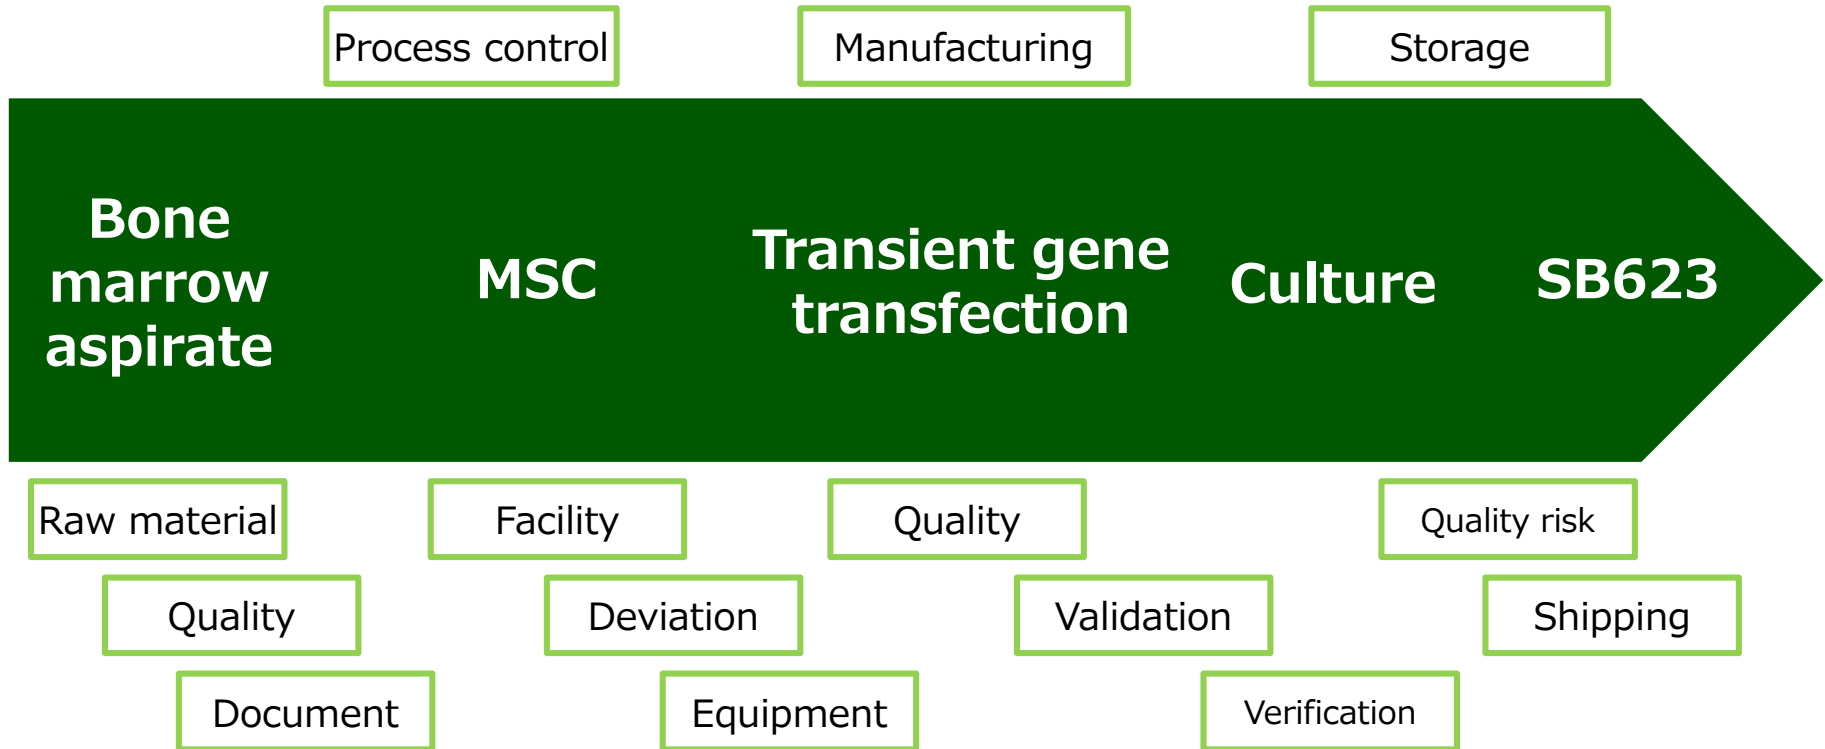 Process control
Manufacturing
Storage
Bone
marrow
aspirate
MSC
Transient gene
transfection
Culture
SB623
Raw material
Facility
Quality
Quality risk
Quality
Deviation
Validation
Shipping
Document
Equipment
Verification